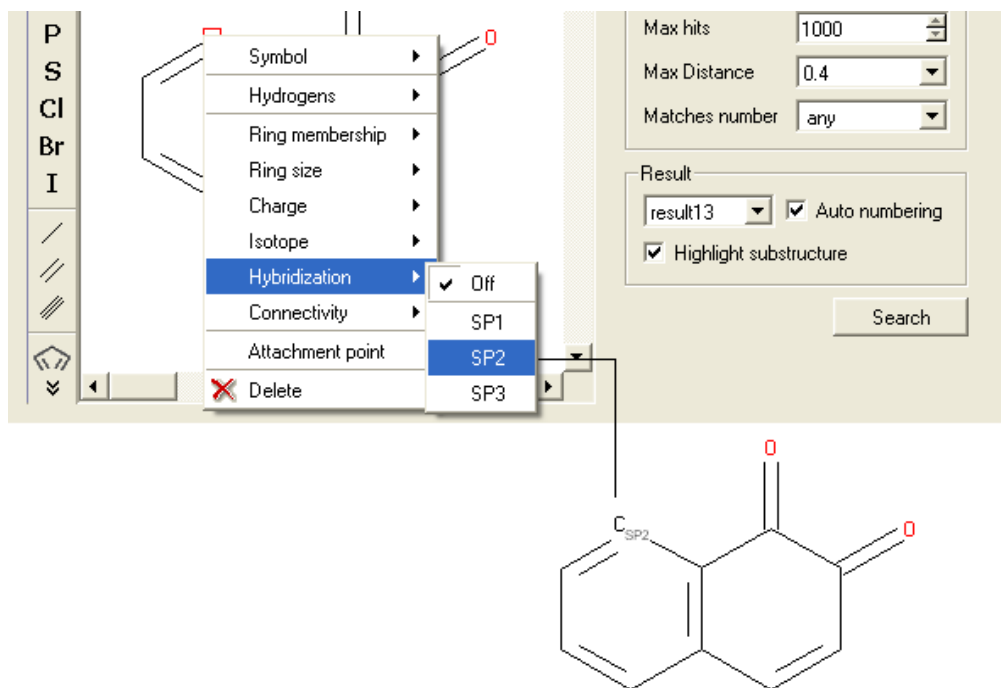 P
S
Cl
Br
I
O
Symbol
Hydrogens
Ring membership
Ring size
Charge
Isotope
Hybridization
Connectivity
Attachment point
Delete
Off
SP1
SP2
SP3
Max hits 1000
Max Distance 0.4
Matches number any
Result
result13 Auto numbering
Highlight substructure
Search
O
O
C SP2